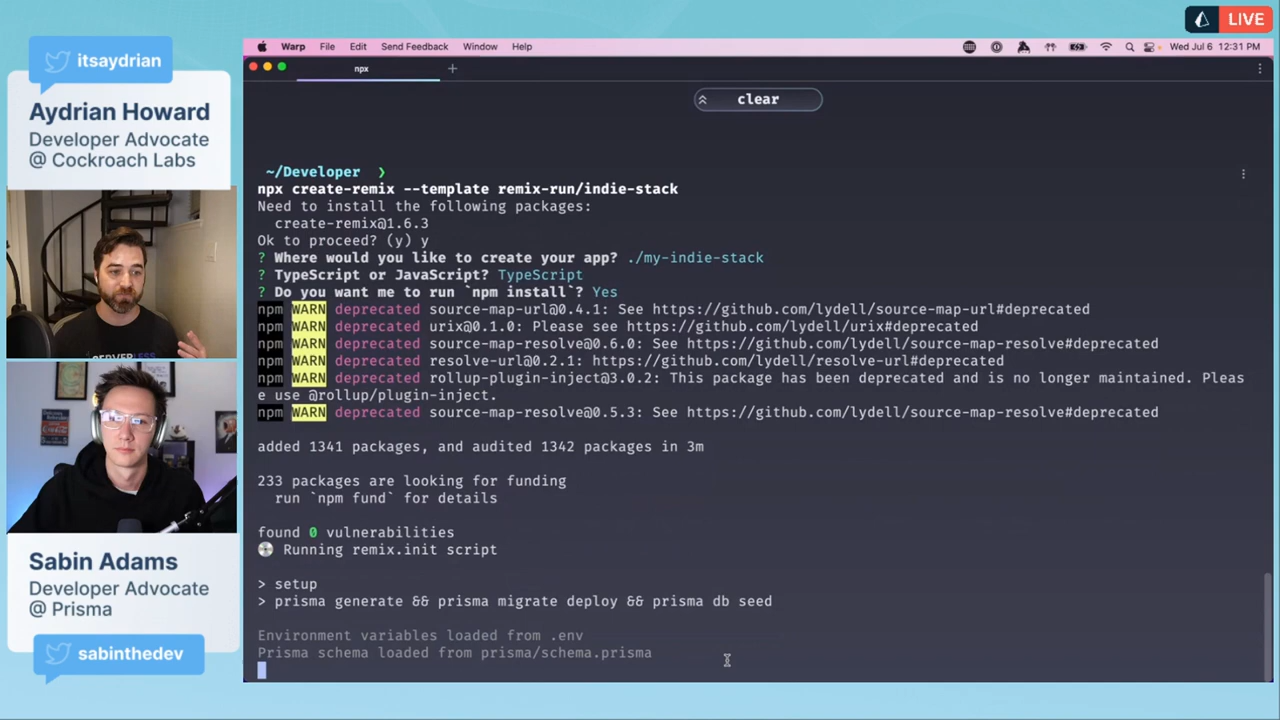 LIVE
itsaydrian
Aydrian Howard
Developer Advocate
@ Cockroach Labs
Sabin Adams
Developer Advocate
@ Prisma
sabinthedev
Warp File Edit Send Feedback Window Help
Wed Jul 6 12:31 PM
npx
clear
~/Developer ❯
npx create-remix --template remix-run/indie-stack
Need to install the following packages:
create-remix@1.6.3
Ok to proceed? (y) y
? Where would you like to create your app? ./my-indie-stack
? TypeScript or JavaScript? TypeScript
? Do you want me to run `npm install`? Yes
npm WARN deprecated source-map-url@0.4.1: See https://github.com/lydell/source-map-url#deprecated
npm WARN deprecated urix@0.1.0: Please see https://github.com/lydell/urix#deprecated
npm WARN deprecated source-map-resolve@0.6.0: See https://github.com/lydell/source-map-resolve#deprecated
npm WARN deprecated resolve-url@0.2.1: https://github.com/lydell/resolve-url#deprecated
npm WARN deprecated rollup-plugin-inject@3.0.2: This package has been deprecated and is no longer maintained. Pleas
e use @rollup/plugin-inject.
npm WARN deprecated source-map-resolve@0.5.3: See https://github.com/lydell/source-map-resolve#deprecated
added 1341 packages, and audited 1342 packages in 3m
233 packages are looking for funding
run `npm fund` for details
found 0 vulnerabilities
Running remix.init script
> setup
> prisma generate && prisma migrate deploy && prisma db seed
Environment variables loaded from .env
Prisma schema loaded from prisma/schema.prisma